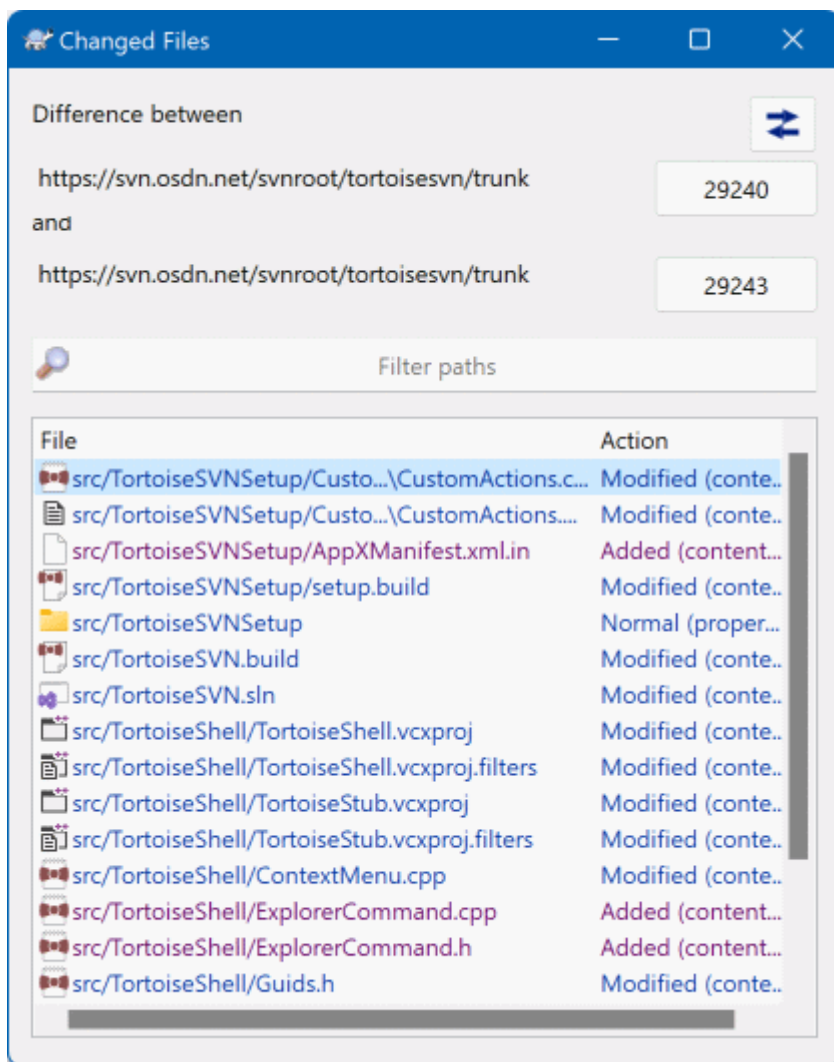 Changed Files
Difference between
https://svn.osdn.net/svnroot/tortoisesvn/trunk 29240
and
https://svn.osdn.net/svnroot/tortoisesvn/trunk 29243
Filter paths
File Action
src/TortoiseSVNSetup/Custo...\CustomActions.c... Modified (conte..
src/TortoiseSVNSetup/Custo...\CustomActions.... Modified (conte..
src/TortoiseSVNSetup/AppXManifest.xml.in Added (content...
src/TortoiseSVNSetup/setup.build Modified (conte..
src/TortoiseSVNSetup Normal (proper...
src/TortoiseSVN.build Modified (conte..
src/TortoiseSVN.sln Modified (conte..
src/TortoiseShell/TortoiseShell.vcxproj Modified (conte..
src/TortoiseShell/TortoiseShell.vcxproj.filters Modified (conte..
src/TortoiseShell/TortoiseStub.vcxproj Modified (conte..
src/TortoiseShell/TortoiseStub.vcxproj.filters Modified (conte..
src/TortoiseShell/ContextMenu.cpp Modified (conte..
src/TortoiseShell/ExplorerCommand.cpp Added (content...
src/TortoiseShell/ExplorerCommand.h Added (content...
src/TortoiseShell/Guids.h Modified (conte..